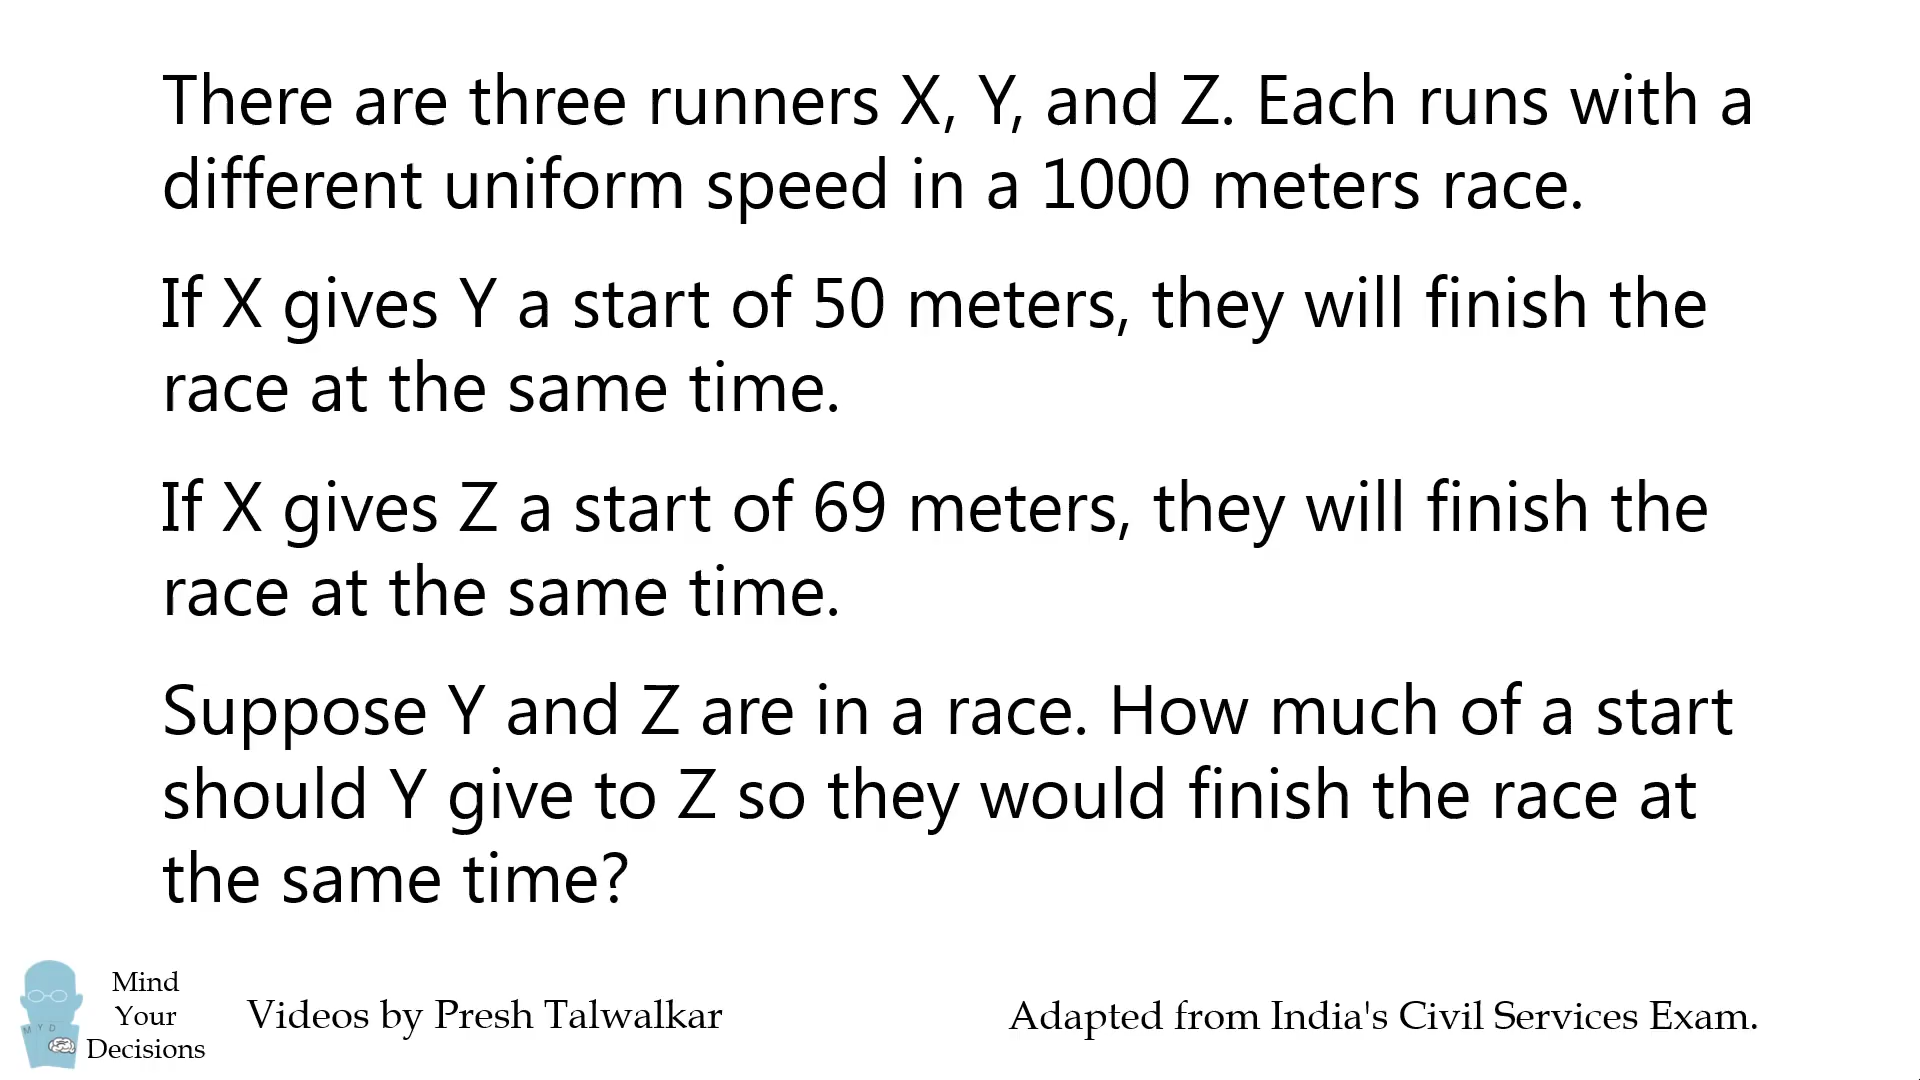 There are three runners X, Y, and Z. Each runs with a
different uniform speed in a 1000 meters race.
If X gives Y a start of 50 meters, they will finish the
race at the same time.
If X gives Z a start of 69 meters, they will finish the
race at the same time.
Suppose Y and Z are in a race. How much of a start
should Y give to Z so they would finish the race at
the same time?
M Y D
Mind
Your
Decisions
Videos by Presh Talwalkar
Adapted from India's Civil Services Exam.